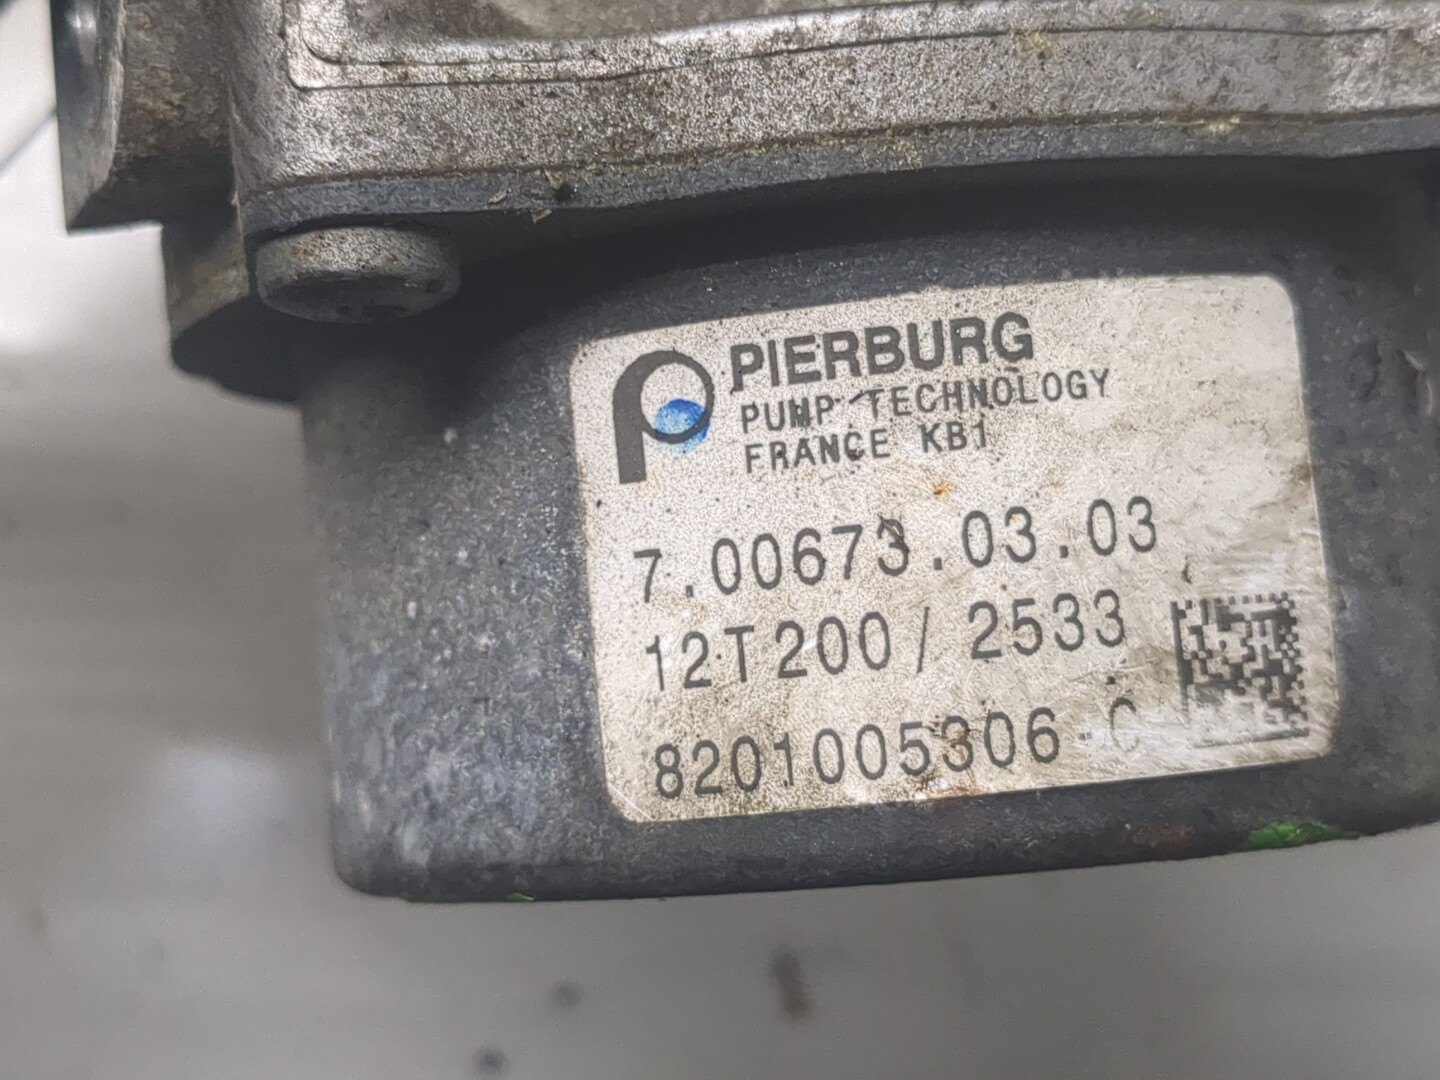 PIERBURG
PUMP TECHNOLOGY
FRANCE KB1
7.00673.03.03
12T200/2533
8201005306-C